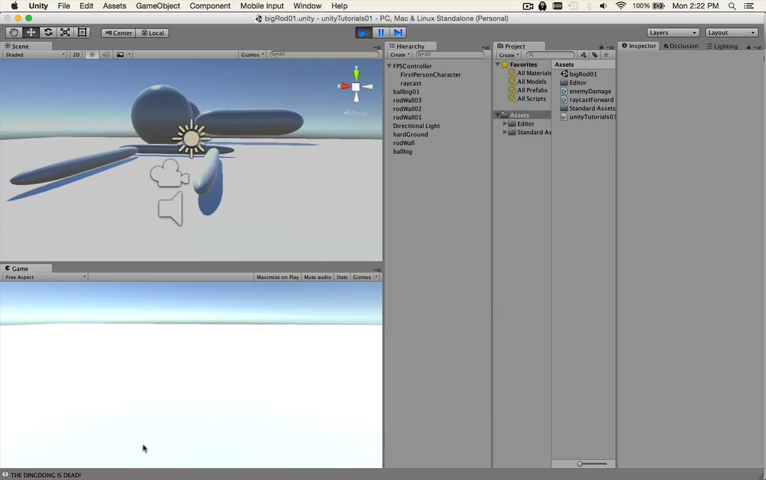 Unity File Edit Assets GameObject Component Mobile Input Window Help 100% Mon 2:22 PM
bigRod01.unity - unityTutorials01 - PC, Mac & Linux Standalone (Personal)
Center Local Layers Layout
Scene
Shaded 2D Gizmos All
Persp
Game
Free Aspect Maximize on Play Mute audio Stats Gizmos
Hierarchy
Create All
FPSController
FirstPersonCharacter
raycast
ballbig01
rodWall03
rodWall02
rodWall01
Directional Light
hardGround
rodWall
ballbig
Project
Create
Favorites
All Materials
All Models
All Prefabs
All Scripts
Assets
Editor
Standard As
Assets
bigRod01
Editor
enemyDamage
raycastForward
Standard Assets
unityTutorials01
Inspector Occlusion Lighting
THE DINGDONG IS DEAD!